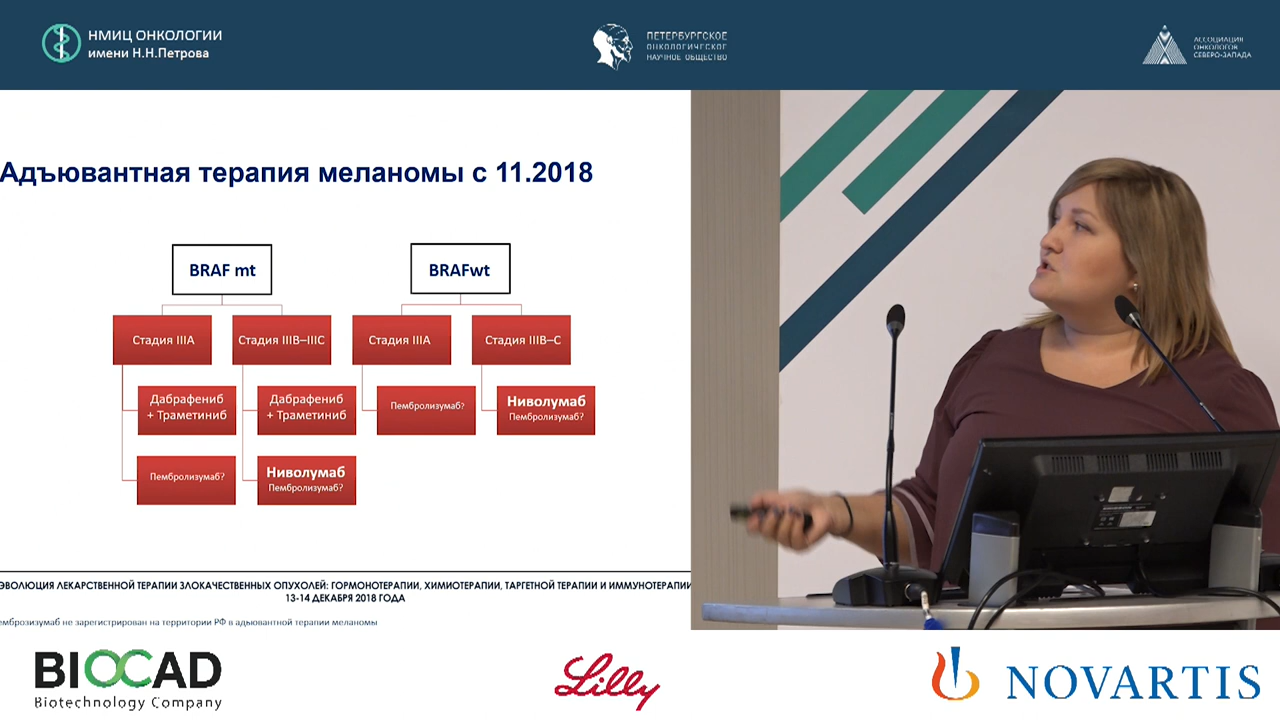 НМИЦ ОНКОЛОГИИ
имени Н.Н.Петрова
ПЕТЕРБУРГСКОЕ
ОНКОЛОГИЧЕСКОЕ
НАУЧНОЕ ОБЩЕСТВО
АССОЦИАЦИЯ
ОНКОЛОГОВ
СЕВЕРО-ЗАПАДА
Адъювантная терапия меланомы с 11.2018
BRAF mt
BRAFwt
Стадия IIIA
Стадия IIIB–IIIC
Стадия IIIA
Стадия IIIB–C
Дабрафениб
+ Траметиниб
Дабрафениб
+ Траметиниб
Пембролизумаб?
Ниволумаб
Пембролизумаб?
Пембролизумаб?
Ниволумаб
Пембролизумаб?
ЭВОЛЮЦИЯ ЛЕКАРСТВЕННОЙ ТЕРАПИИ ЗЛОКАЧЕСТВЕННЫХ ОПУХОЛЕЙ: ГОРМОНОТЕРАПИИ, ХИМИОТЕРАПИИ, ТАРГЕТНОЙ ТЕРАПИИ И ИММУНОТЕРАПИИ
13-14 ДЕКАБРЯ 2018 ГОДА
емброзизумаб не зарегистрирован на территории РФ в адъювантной терапии меланомы
BIOCAD
Biotechnology Company
Lilly
NOVARTIS